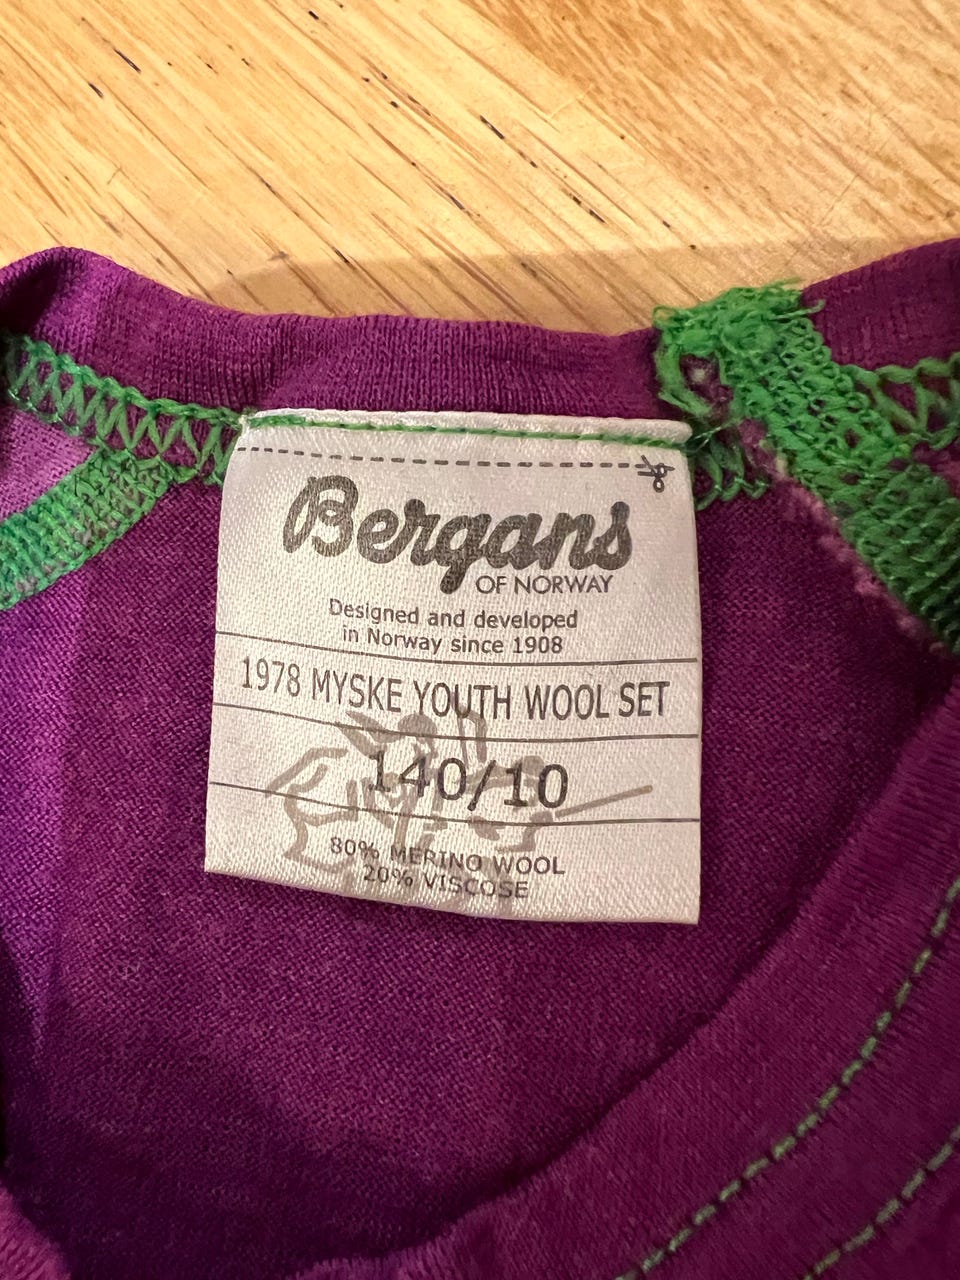 Bergans
OF NORWAY
Designed and developed
in Norway since 1908
1978 MYSKE YOUTH WOOL SET
140/10
80% MERINO WOOL
20% VISCOSE